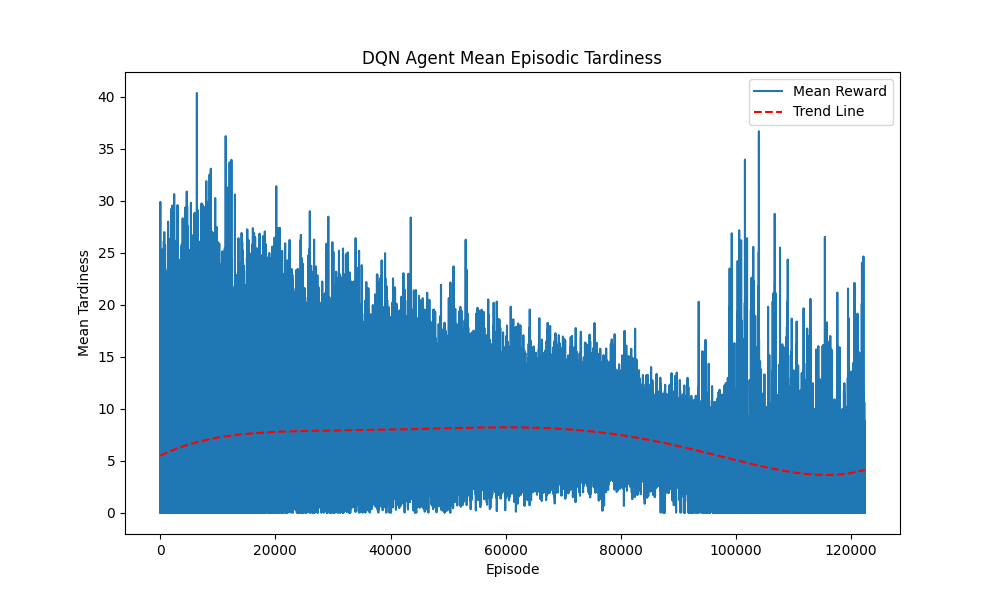 DQN Agent Mean Episodic Tardiness
Mean Reward
Trend Line
40
35
30
25
20
15
10
5
0
Mean Tardiness
0 20000 40000 60000 80000 100000 120000
Episode